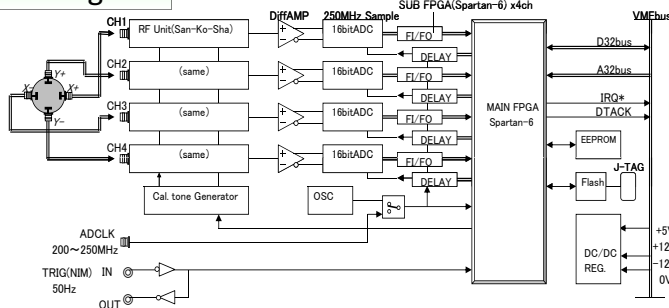 SUB FPGA(Spartan-6) x4ch
DiffAMP 250MHz Sample VMEbus
CH1 RF Unit(San-Ko-Sha) 16bitADC FI/FO
DELAY D32bus
CH2 (same) 16bitADC FI/FO A32bus
Y+ X- X+ Y-
DELAY IRQ*
CH3 (same) 16bitADC FI/FO MAIN FPGA DTACK
Spartan-6
DELAY EEPROM
CH4 (same) 16bitADC FI/FO
J-TAG
DELAY Flash
Cal. tone Generator OSC
ADCLK
200～250MHz
+5V
+12
DC/DC -12
REG. 0V
TRIG(NIM) IN
50Hz
OUT